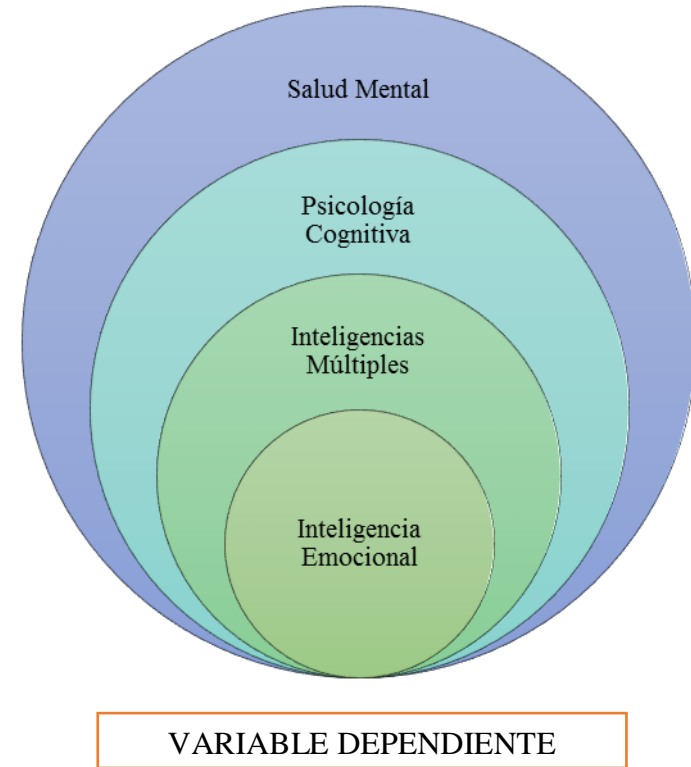 Salud Mental
Psicología
Cognitiva
Inteligencias
Múltiples
Inteligencia
Emocional
VARIABLE DEPENDIENTE